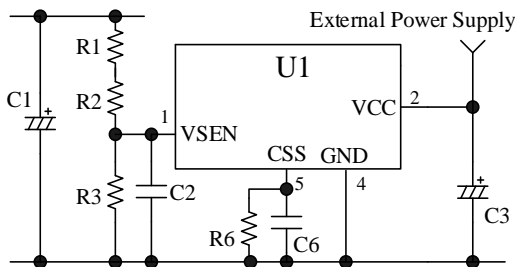 External Power Supply
R1
U1
C1
+
R2
2
VCC
1
VSEN
CSS
GND
R3
C2
5
4
+
C3
R6
C6